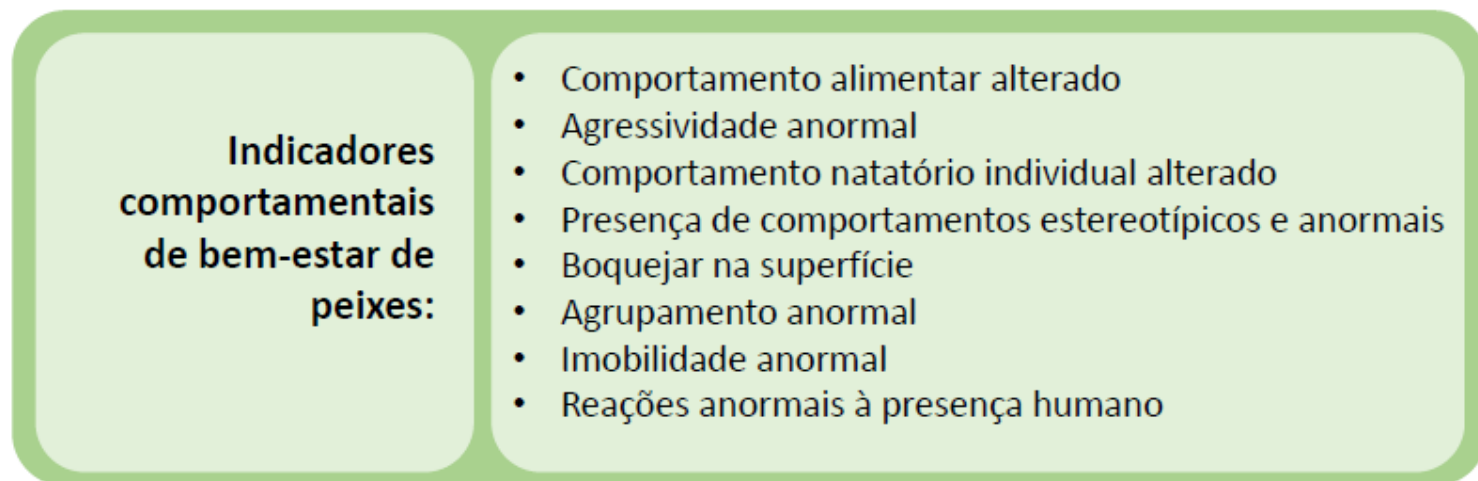 Indicadores
comportamentais
de bem-estar de
peixes:
• Comportamento alimentar alterado
• Agressividade anormal
• Comportamento natatório individual alterado
• Presença de comportamentos estereotípicos e anormais
• Boquejar na superfície
• Agrupamento anormal
• Imobilidade anormal
• Reações anormais à presença humano